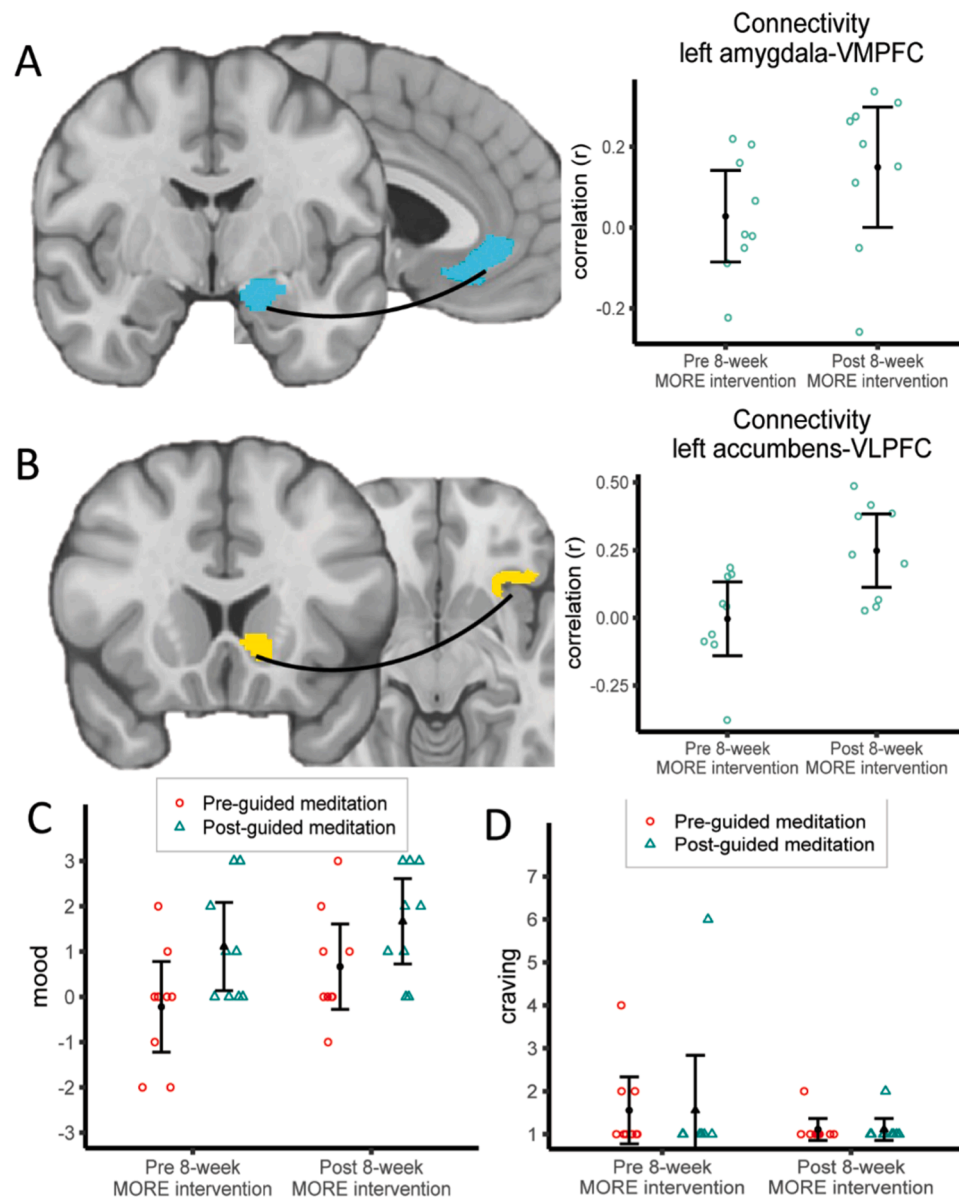 A
Connectivity
left amygdala-VMPFC
correlation (r)
0.2
0.0
-0.2
Pre 8-week
MORE intervention
Post 8-week
MORE intervention
B
Connectivity
left accumbens-VLPFC
correlation (r)
0.50
0.25
0.00
-0.25
Pre 8-week
MORE intervention
Post 8-week
MORE intervention
C
Pre-guided meditation
Post-guided meditation
mood
3
2
1
0
-1
-2
-3
Pre 8-week
MORE intervention
Post 8-week
MORE intervention
D
Pre-guided meditation
Post-guided meditation
craving
7
6
5
4
3
2
1
Pre 8-week
MORE intervention
Post 8-week
MORE intervention